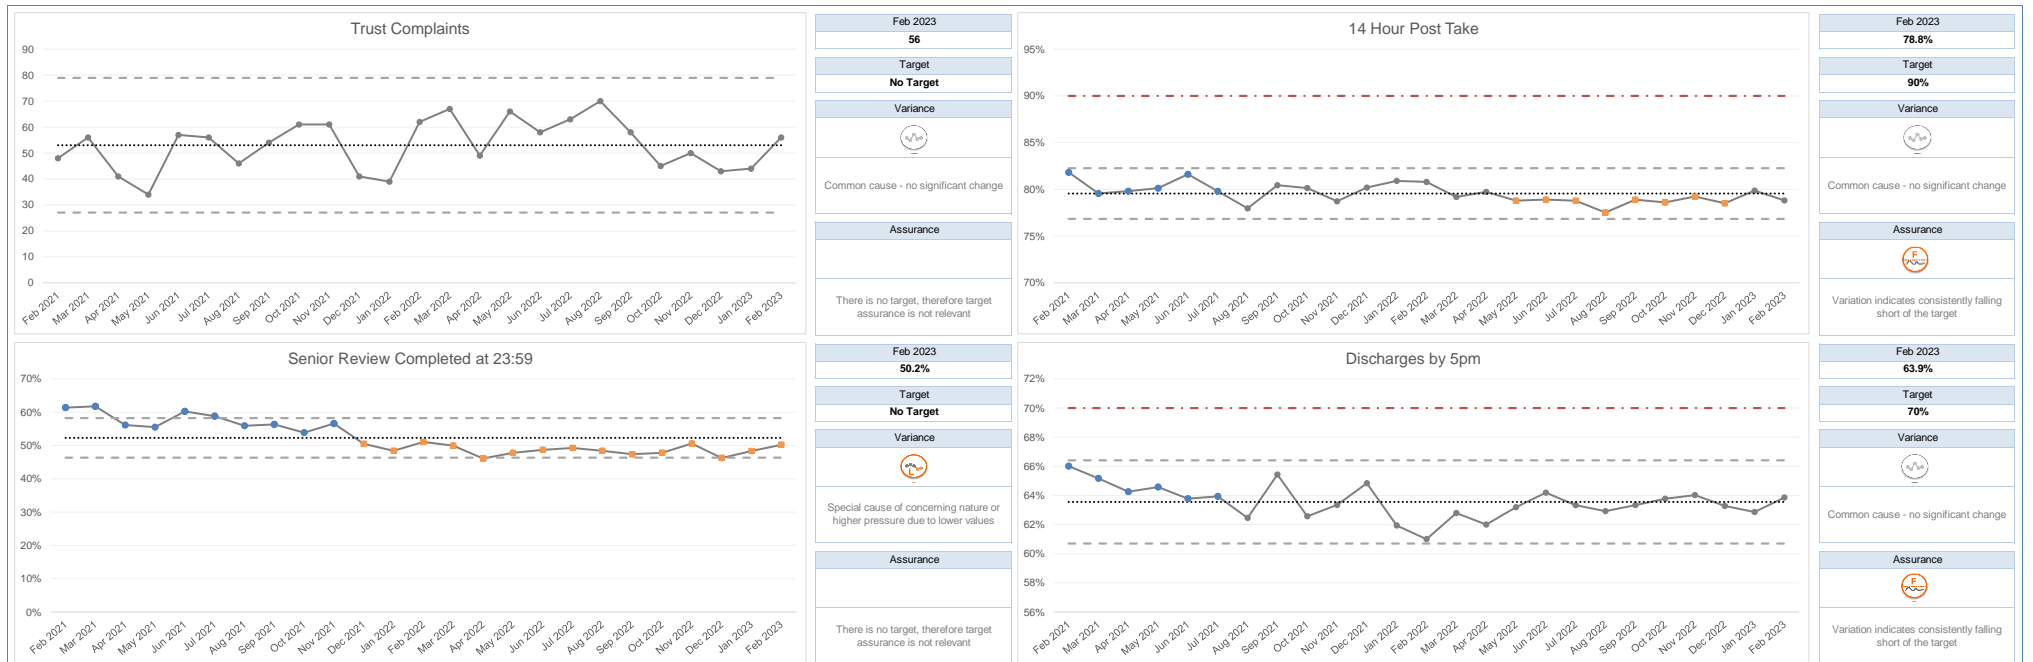 Trust Complaints
90
80
70
60
50
40
30
20
10
0
Feb 2021
Mar 2021
Apr 2021
May 2021
Jun 2021
Jul 2021
Aug 2021
Sep 2021
Oct 2021
Nov 2021
Dec 2021
Jan 2022
Feb 2022
Mar 2022
Apr 2022
May 2022
Jun 2022
Jul 2022
Aug 2022
Sep 2022
Oct 2022
Nov 2022
Dec 2022
Jan 2023
Feb 2023
Feb 2023
56
Target
No Target
Variance
Common cause - no significant change
Assurance
There is no target, therefore target
assurance is not relevant
14 Hour Post Take
95%
90%
85%
80%
75%
70%
Feb 2021
Mar 2021
Apr 2021
May 2021
Jun 2021
Jul 2021
Aug 2021
Sep 2021
Oct 2021
Nov 2021
Dec 2021
Jan 2022
Feb 2022
Mar 2022
Apr 2022
May 2022
Jun 2022
Jul 2022
Aug 2022
Sep 2022
Oct 2022
Nov 2022
Dec 2022
Jan 2023
Feb 2023
Feb 2023
78.8%
Target
90%
Variance
Common cause - no significant change
Assurance
F
Variation indicates consistently falling
short of the target
Senior Review Completed at 23:59
70%
60%
50%
40%
30%
20%
10%
0%
Feb 2021
Mar 2021
Apr 2021
May 2021
Jun 2021
Jul 2021
Aug 2021
Sep 2021
Oct 2021
Nov 2021
Dec 2021
Jan 2022
Feb 2022
Mar 2022
Apr 2022
May 2022
Jun 2022
Jul 2022
Aug 2022
Sep 2022
Oct 2022
Nov 2022
Dec 2022
Jan 2023
Feb 2023
Feb 2023
50.2%
Target
No Target
Variance
L
Special cause of concerning nature or
higher pressure due to lower values
Assurance
There is no target, therefore target
assurance is not relevant
Discharges by 5pm
72%
70%
68%
66%
64%
62%
60%
58%
56%
Feb 2021
Mar 2021
Apr 2021
May 2021
Jun 2021
Jul 2021
Aug 2021
Sep 2021
Oct 2021
Nov 2021
Dec 2021
Jan 2022
Feb 2022
Mar 2022
Apr 2022
May 2022
Jun 2022
Jul 2022
Aug 2022
Sep 2022
Oct 2022
Nov 2022
Dec 2022
Jan 2023
Feb 2023
Feb 2023
63.9%
Target
70%
Variance
Common cause - no significant change
Assurance
F
Variation indicates consistently falling
short of the target